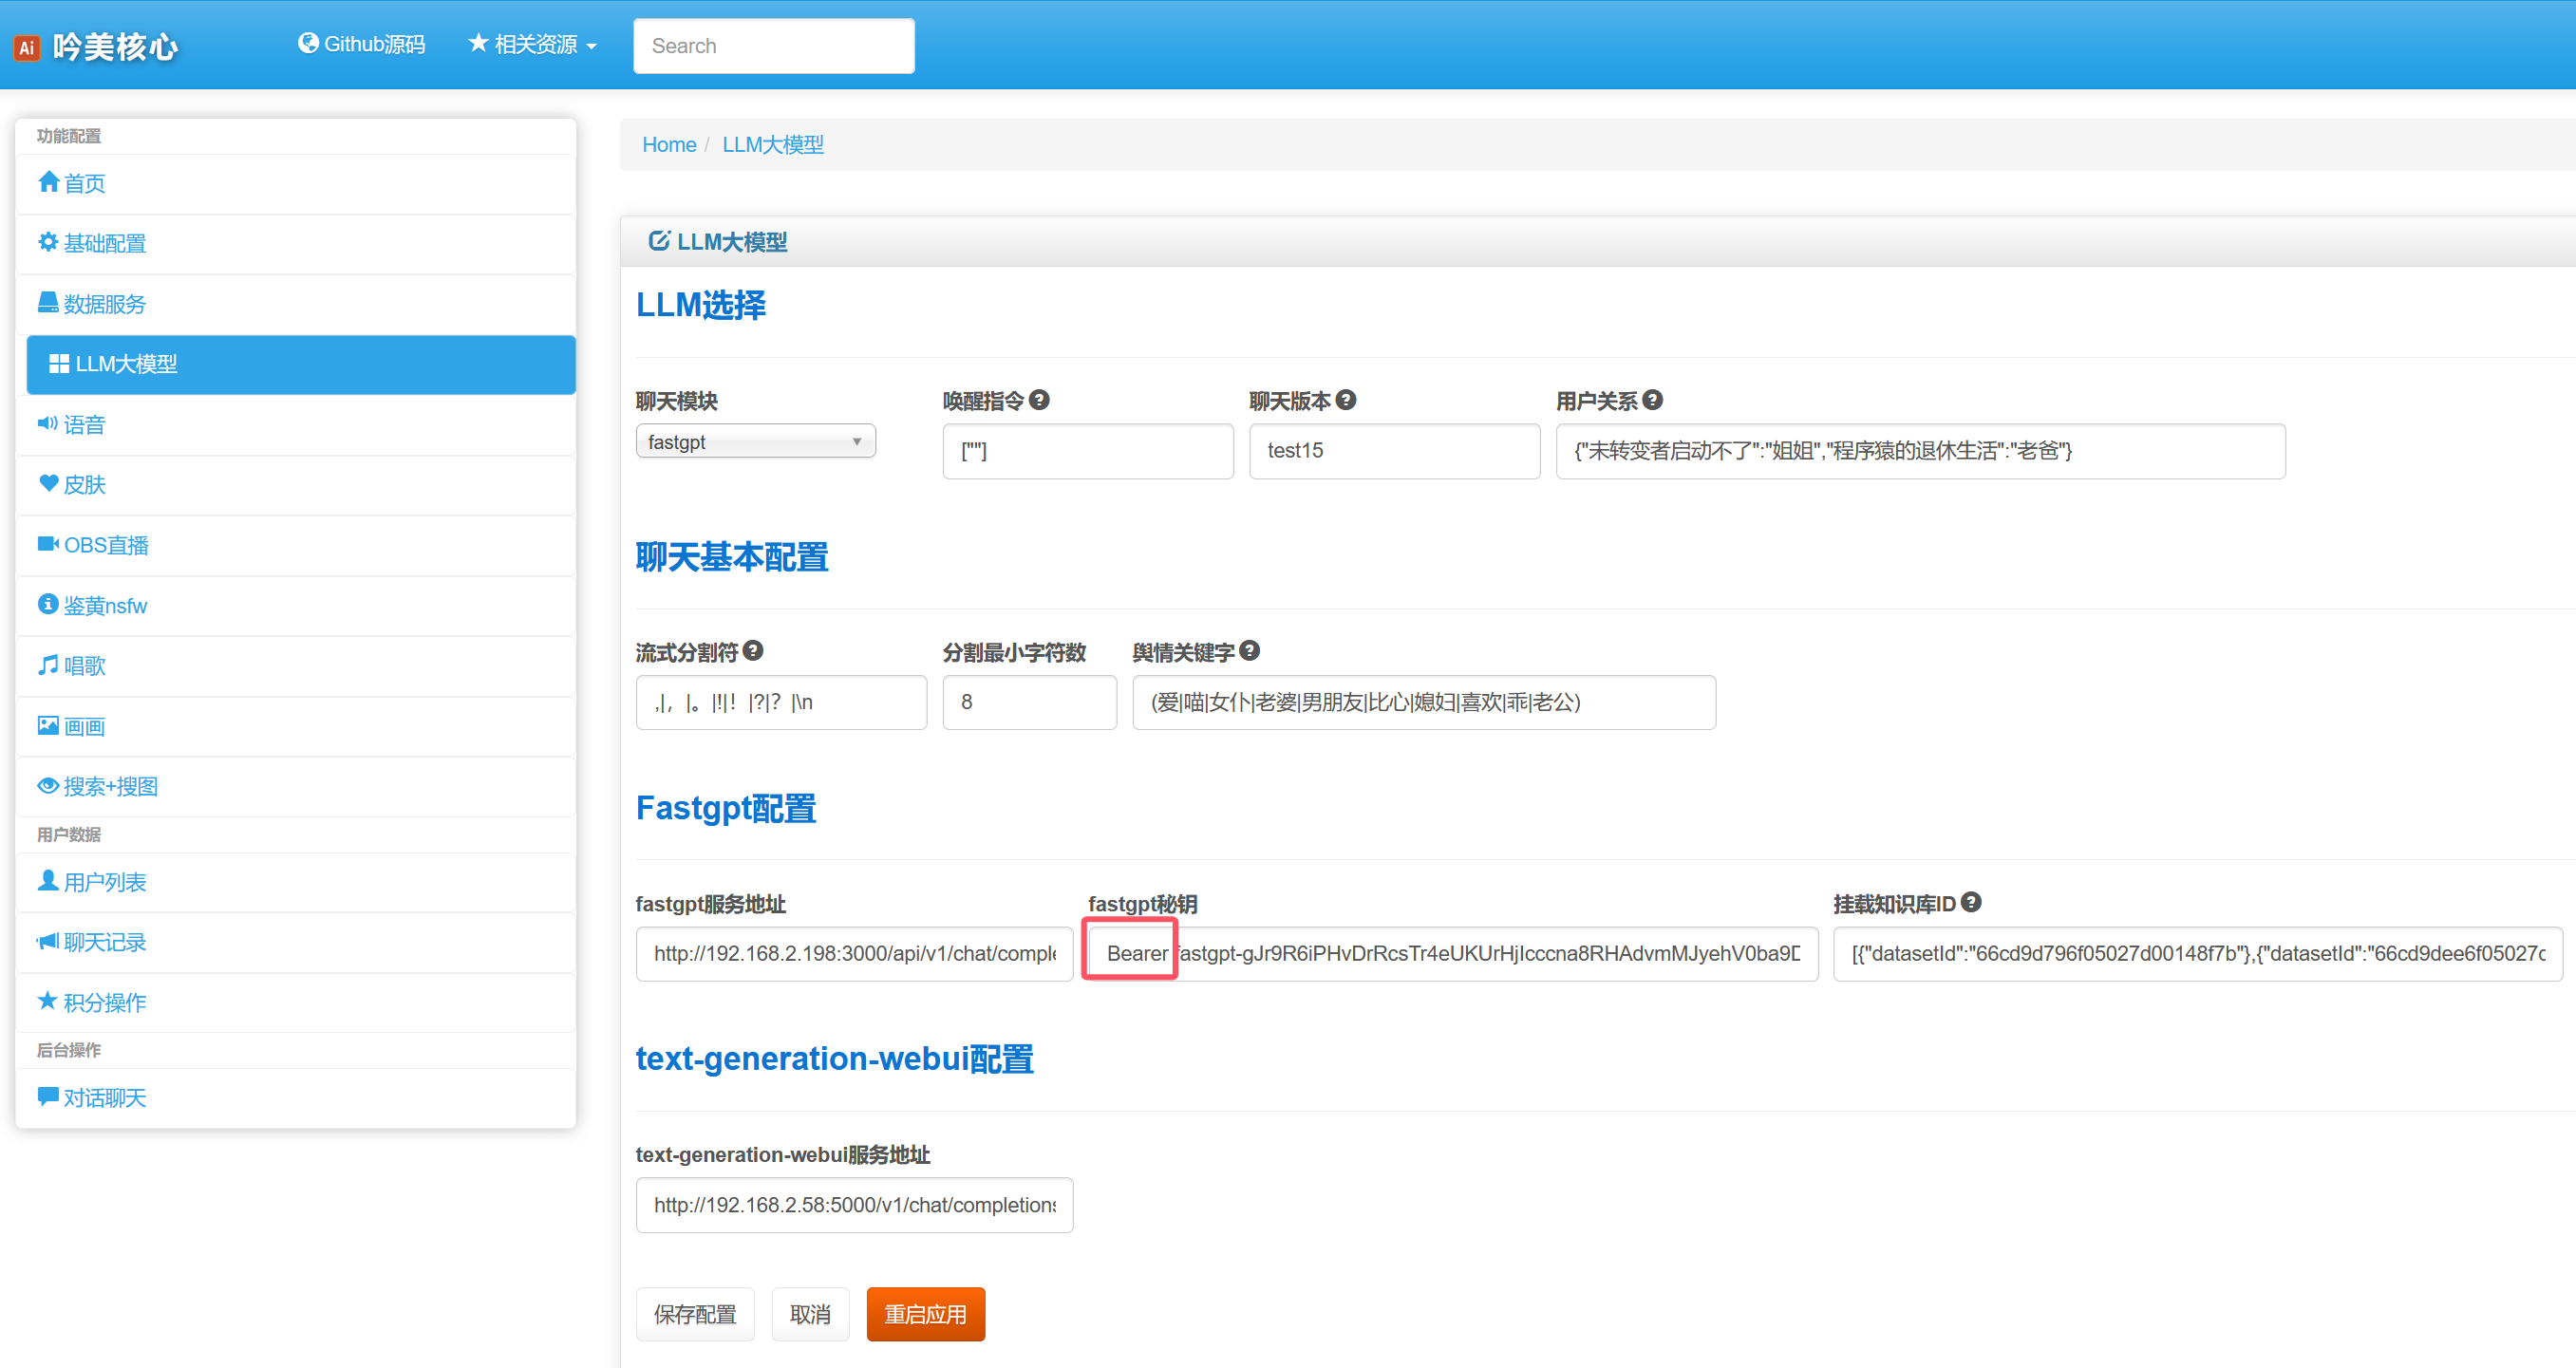 Ai 吟美核心
Github源码
相关资源
Search
功能配置
首页
基础配置
数据服务
LLM大模型
语音
皮肤
OBS直播
鉴黄nsfw
唱歌
画画
搜索+搜图
用户数据
用户列表
聊天记录
积分操作
后台操作
对话聊天
Home / LLM大模型
LLM大模型
LLM选择
聊天模块 唤醒指令 聊天版本 用户关系
fastgpt [""] test15 {"未转变者启动不了":"姐姐","程序猿的退休生活":"老爸"}
聊天基本配置
流式分割符 分割最小字符数 舆情关键字
,|，|。|!|！|?|？|\n 8 (爱|喵|女仆|老婆|男朋友|比心|媳妇|喜欢|乖|老公)
Fastgpt配置
fastgpt服务地址 fastgpt秘钥 挂载知识库ID
http://192.168.2.198:3000/api/v1/chat/comple Bearer fastgpt-gJr9R6iPHvDrRcsTr4eUKUrHjIcccna8RHAdvmMJyehV0ba9D [{"datasetId":"66cd9d796f05027d00148f7b"},{"datasetId":"66cd9dee6f05027c
text-generation-webui配置
text-generation-webui服务地址
http://192.168.2.58:5000/v1/chat/completions
保存配置 取消 重启应用